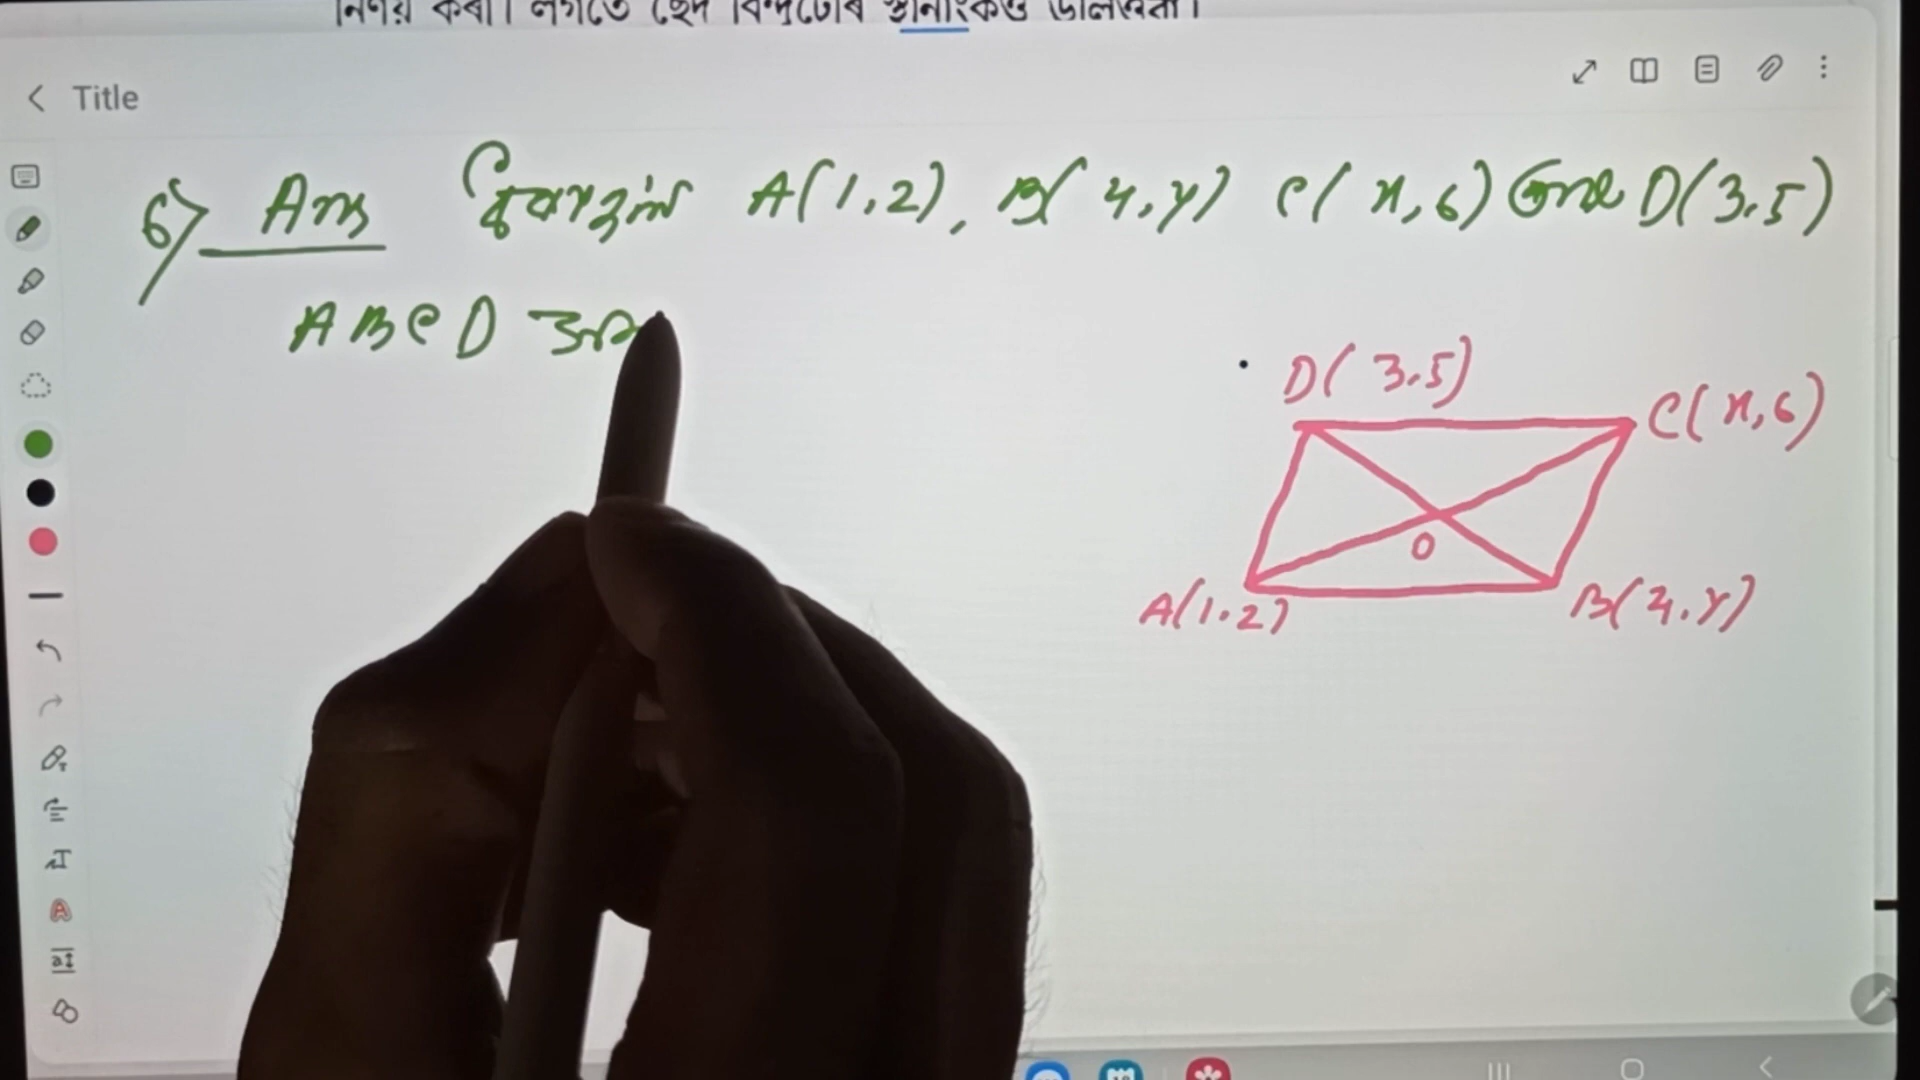 নিৰ্ণয় কৰা। লগতে ছেদ বিন্দুটোৰ স্থানাংকও উলিওৱা।
Title
6) Ans A(1,2), B(4,y) C(x,6) আৰু D(3,5)
ABCD
D(3,5)
C(x,6)
O
A(1,2)
B(4,y)